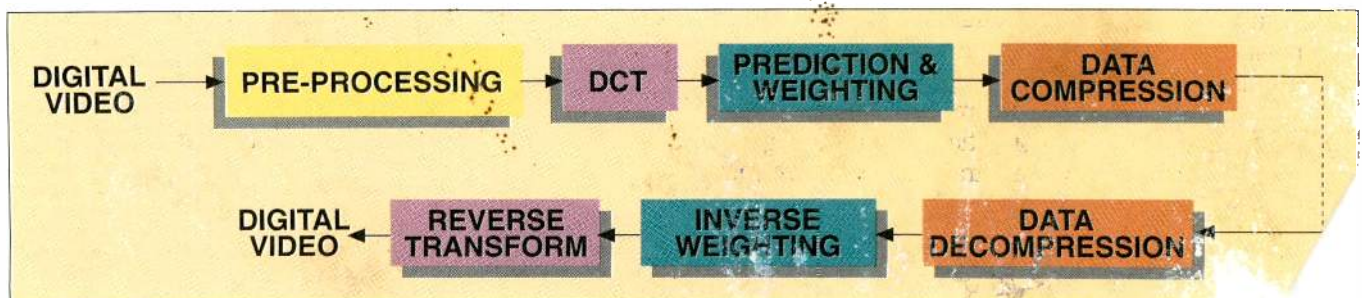 DIGITAL
VIDEO
PRE-PROCESSING
DCT
PREDICTION &
WEIGHTING
DATA
COMPRESSION
DIGITAL
VIDEO
REVERSE
TRANSFORM
INVERSE
WEIGHTING
DATA
DECOMPRESSION